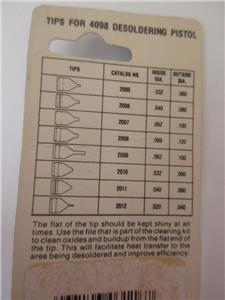 TIPS FOR 4098 DESOLDERING PISTOL
TIPS CATALOG NO. INSIDE DIA. OUTSIDE DIA.
2005 .032
2006 .040 .080
2007 .062 .100
2008 .099 .120
2009 .062 .100
2010 .032
2011 .040
2012 .020 .040
The flat of the tip should be kept shiny at all
times. Use the file that is part of the cleaning kit
to clean oxides and buildup from the flat end of
the tip. This will facilitate heat transfer to the
area being desoldered and improve efficiency.